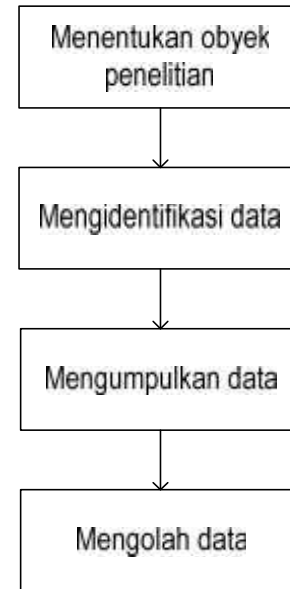 Menentukan obyek
penelitian
Mengidentifikasi data
Mengumpulkan data
Mengolah data